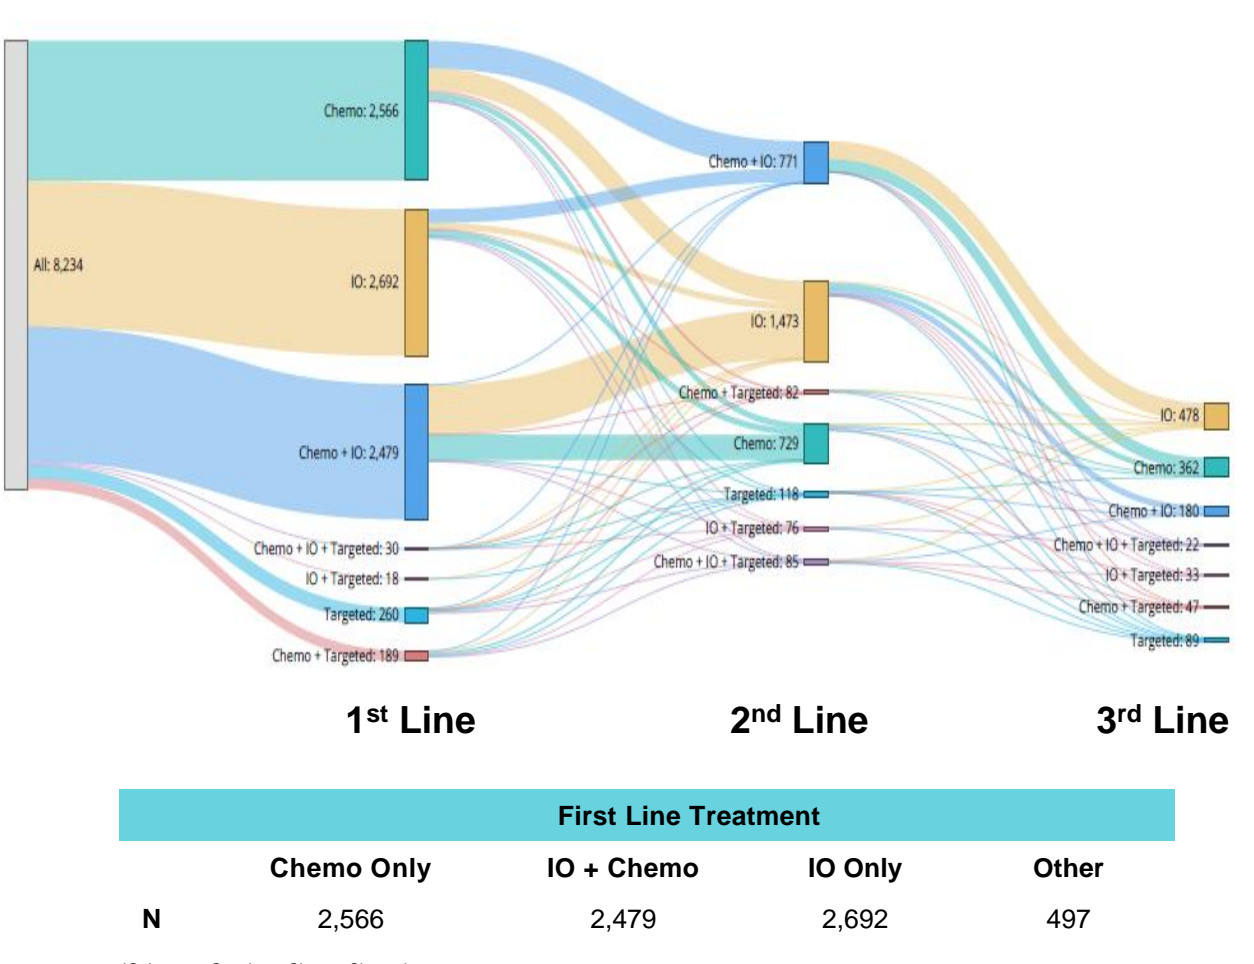 All: 8,234
Chemo: 2,566
IO: 2,692
Chemo + IO: 2,479
Chemo + IO + Targeted: 30
IO + Targeted: 18
Targeted: 260
Chemo + Targeted: 189
Chemo + IO: 771
IO: 1,473
Chemo + Targeted: 82
Chemo: 729
Targeted: 118
IO + Targeted: 76
Chemo + IO + Targeted: 85
IO: 478
Chemo: 362
Chemo + IO: 180
Chemo + IO + Targeted: 22
IO + Targeted: 33
Chemo + Targeted: 47
Targeted: 89
1st Line 2nd Line 3rd Line
First Line Treatment
Chemo Only IO + Chemo IO Only Other
N 2,566 2,479 2,692 497